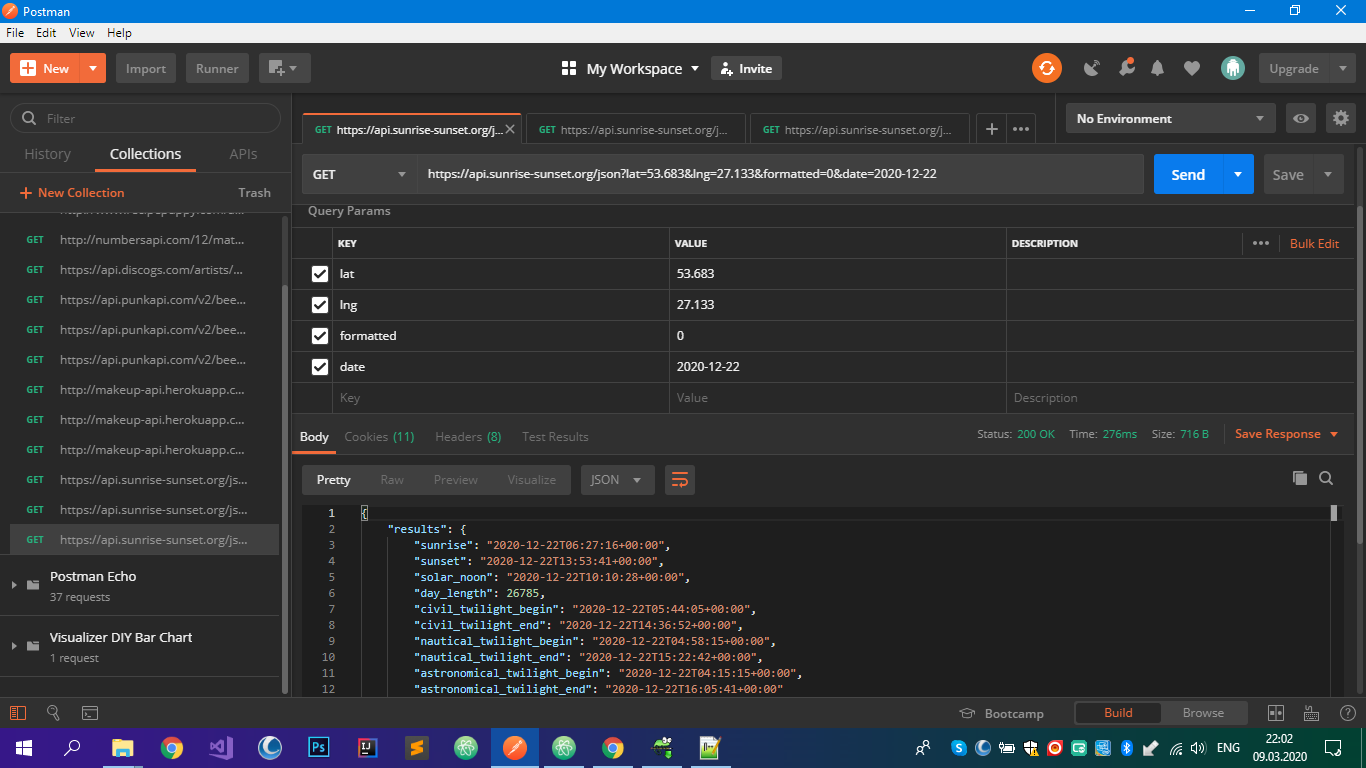 Postman
File Edit View Help
New Import Runner My Workspace Invite Upgrade
Filter
History Collections APIs
New Collection Trash
GET http://numbersapi.com/12/mat...
GET https://api.discogs.com/artists/...
GET https://api.punkapi.com/v2/bee...
GET https://api.punkapi.com/v2/bee...
GET https://api.punkapi.com/v2/bee...
GET http://makeup-api.herokuapp.c...
GET http://makeup-api.herokuapp.c...
GET http://makeup-api.herokuapp.c...
GET https://api.sunrise-sunset.org/js...
GET https://api.sunrise-sunset.org/js...
GET https://api.sunrise-sunset.org/js...
Postman Echo
37 requests
Visualizer DIY Bar Chart
1 request
GET https://api.sunrise-sunset.org/j... GET https://api.sunrise-sunset.org/j... GET https://api.sunrise-sunset.org/j...
No Environment
GET https://api.sunrise-sunset.org/json?lat=53.683&lng=27.133&formatted=0&date=2020-12-22 Send Save
Query Params
KEY VALUE DESCRIPTION Bulk Edit
lat 53.683
lng 27.133
formatted 0
date 2020-12-22
Key Value Description
Body Cookies (11) Headers (8) Test Results Status: 200 OK Time: 276ms Size: 716 B Save Response
Pretty Raw Preview Visualize JSON
1 {
2 "results": {
3 "sunrise": "2020-12-22T06:27:16+00:00",
4 "sunset": "2020-12-22T13:53:41+00:00",
5 "solar_noon": "2020-12-22T10:10:28+00:00",
6 "day_length": 26785,
7 "civil_twilight_begin": "2020-12-22T05:44:05+00:00",
8 "civil_twilight_end": "2020-12-22T14:36:52+00:00",
9 "nautical_twilight_begin": "2020-12-22T04:58:15+00:00",
10 "nautical_twilight_end": "2020-12-22T15:22:42+00:00",
11 "astronomical_twilight_begin": "2020-12-22T04:15:15+00:00",
12 "astronomical_twilight_end": "2020-12-22T16:05:41+00:00"
Bootcamp Build Browse
Ps IJ ENG 22:02
09.03.2020